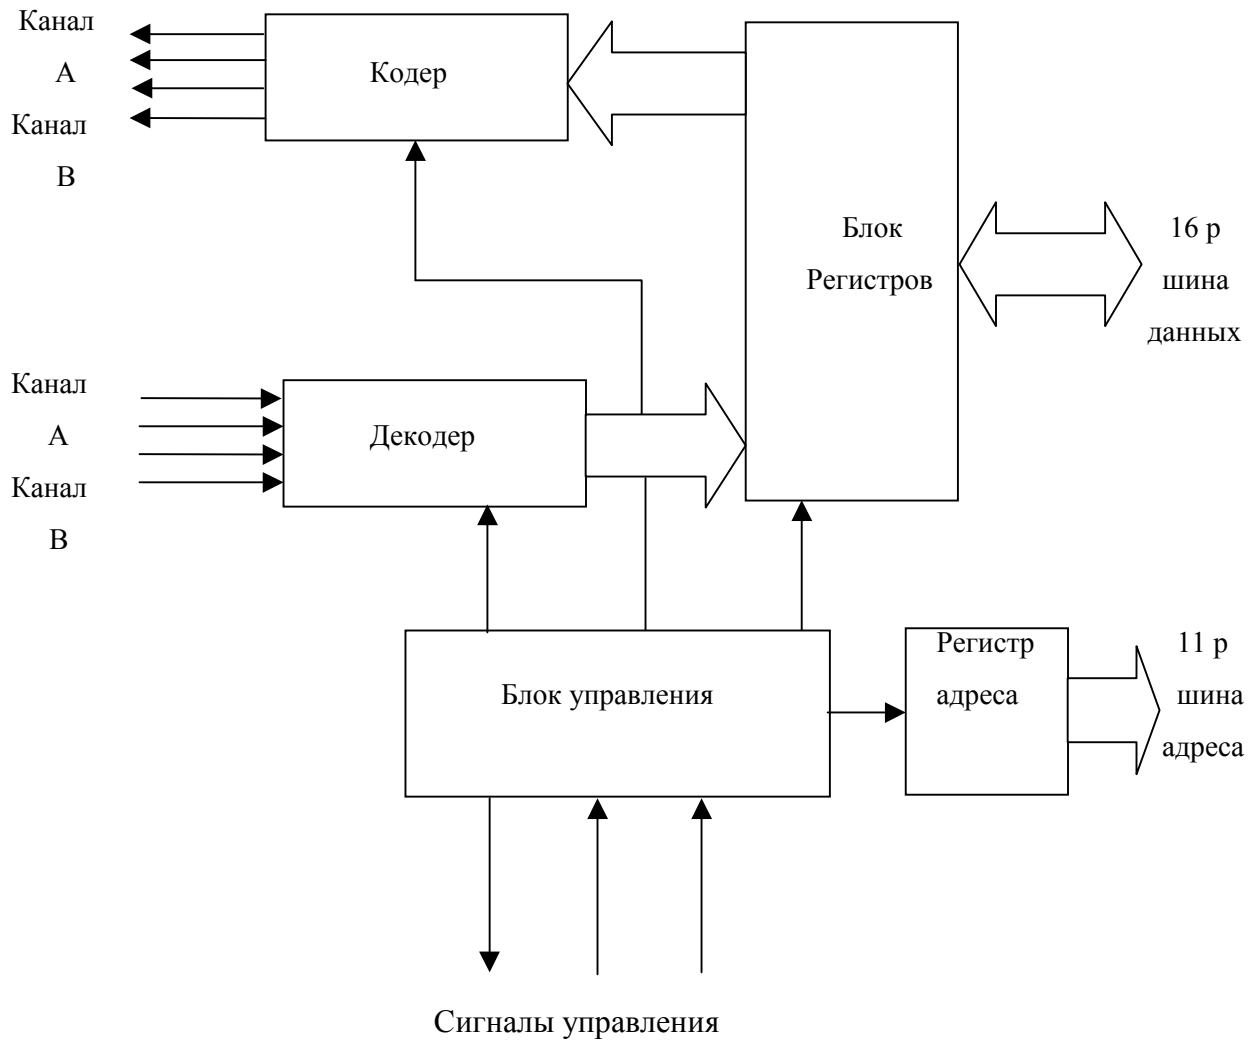 Канал
А
Канал
В
Кодер
Блок
Регистров
16 р
шина
данных
Канал
А
Канал
В
Декодер
Блок управления
Регистр
адреса
11 р
шина
адреса
Сигналы управления